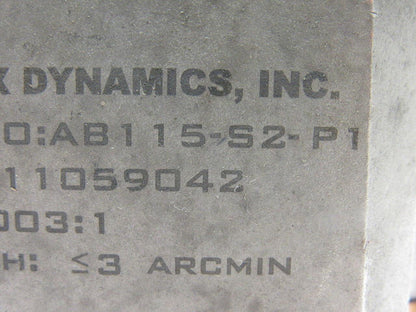 X DYNAMICS, INC.
O:AB115-S2-P1
11059042
003:1
H: ≤3 ARCMIN